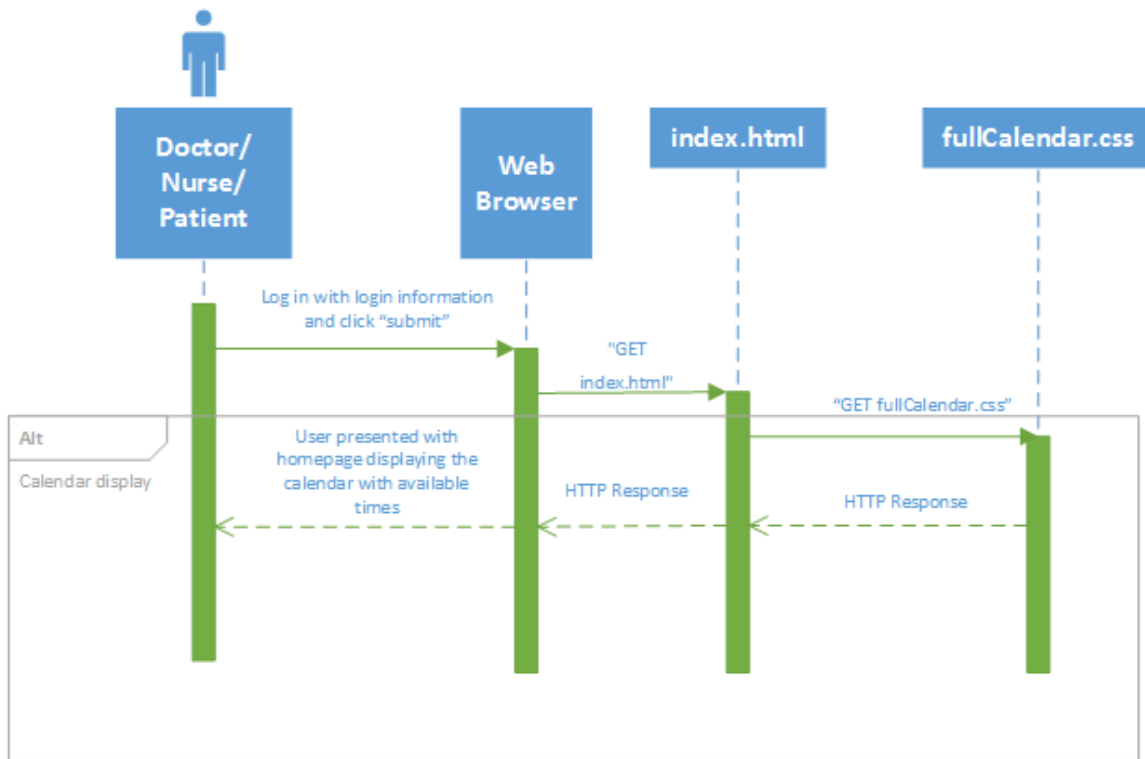 Doctor/
Nurse/
Patient
Web
Browser
index.html
fullCalendar.css
Log in with login information
and click “submit”
"GET
index.html"
“GET fullCalendar.css”
Alt
Calendar display
User presented with
homepage displaying the
calendar with available
times
HTTP Response
HTTP Response